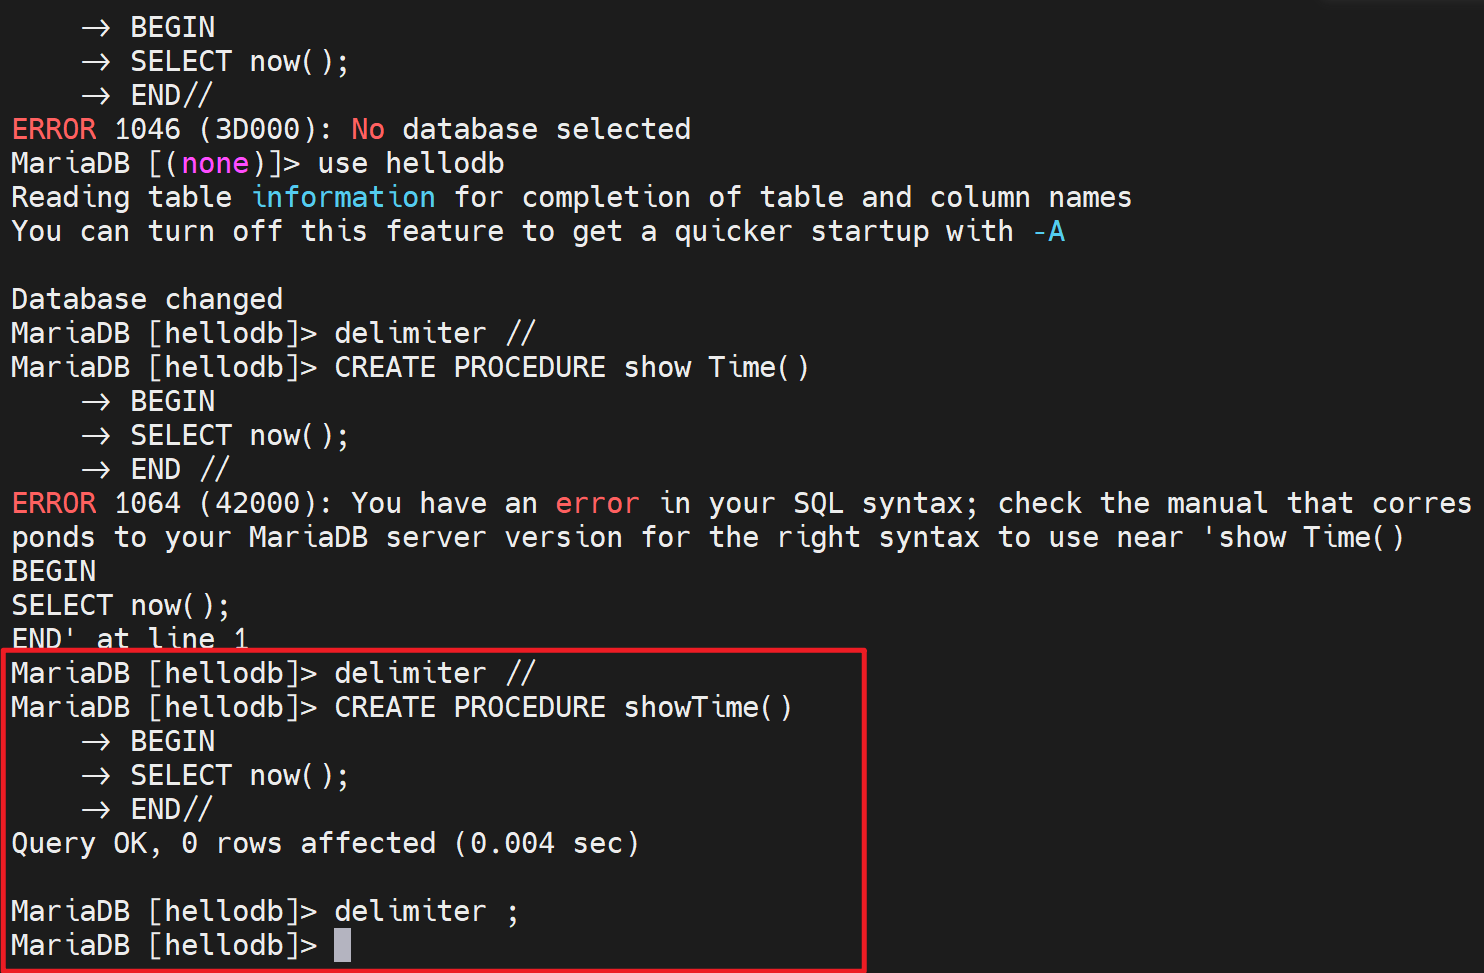 → BEGIN
→ SELECT now();
→ END//
ERROR 1046 (3D000): No database selected
MariaDB [(none)]> use hellodb
Reading table information for completion of table and column names
You can turn off this feature to get a quicker startup with -A
Database changed
MariaDB [hellodb]> delimiter //
MariaDB [hellodb]> CREATE PROCEDURE show Time()
→ BEGIN
→ SELECT now();
→ END //
ERROR 1064 (42000): You have an error in your SQL syntax; check the manual that corres
ponds to your MariaDB server version for the right syntax to use near 'show Time()
BEGIN
SELECT now();
END' at line 1
MariaDB [hellodb]> delimiter //
MariaDB [hellodb]> CREATE PROCEDURE showTime()
→ BEGIN
→ SELECT now();
→ END//
Query OK, 0 rows affected (0.004 sec)
MariaDB [hellodb]> delimiter ;
MariaDB [hellodb]>